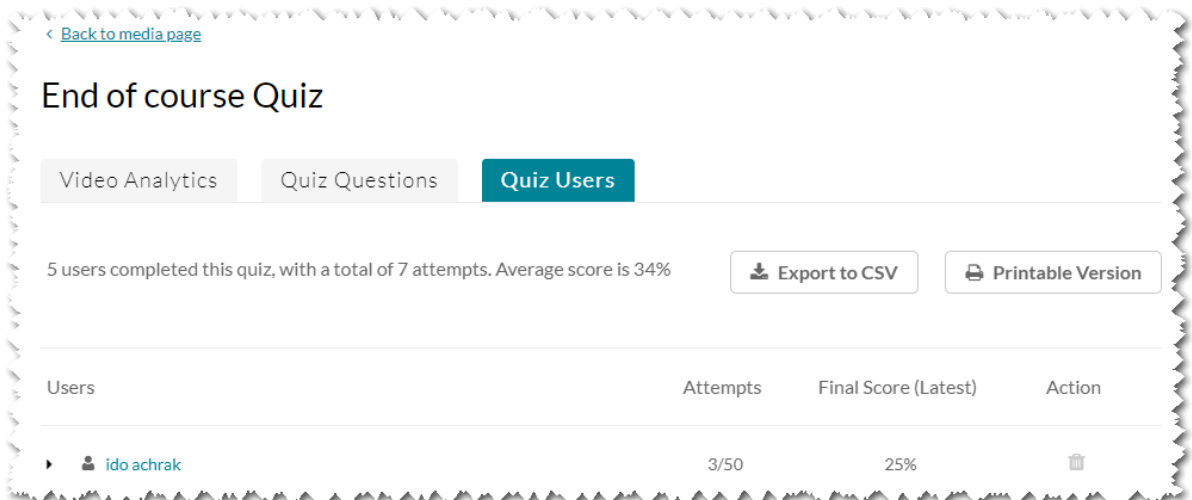 Back to media page
End of course Quiz
Video Analytics Quiz Questions Quiz Users
5 users completed this quiz, with a total of 7 attempts. Average score is 34% Export to CSV Printable Version
Users Attempts Final Score (Latest) Action
ido achrak 3/50 25%